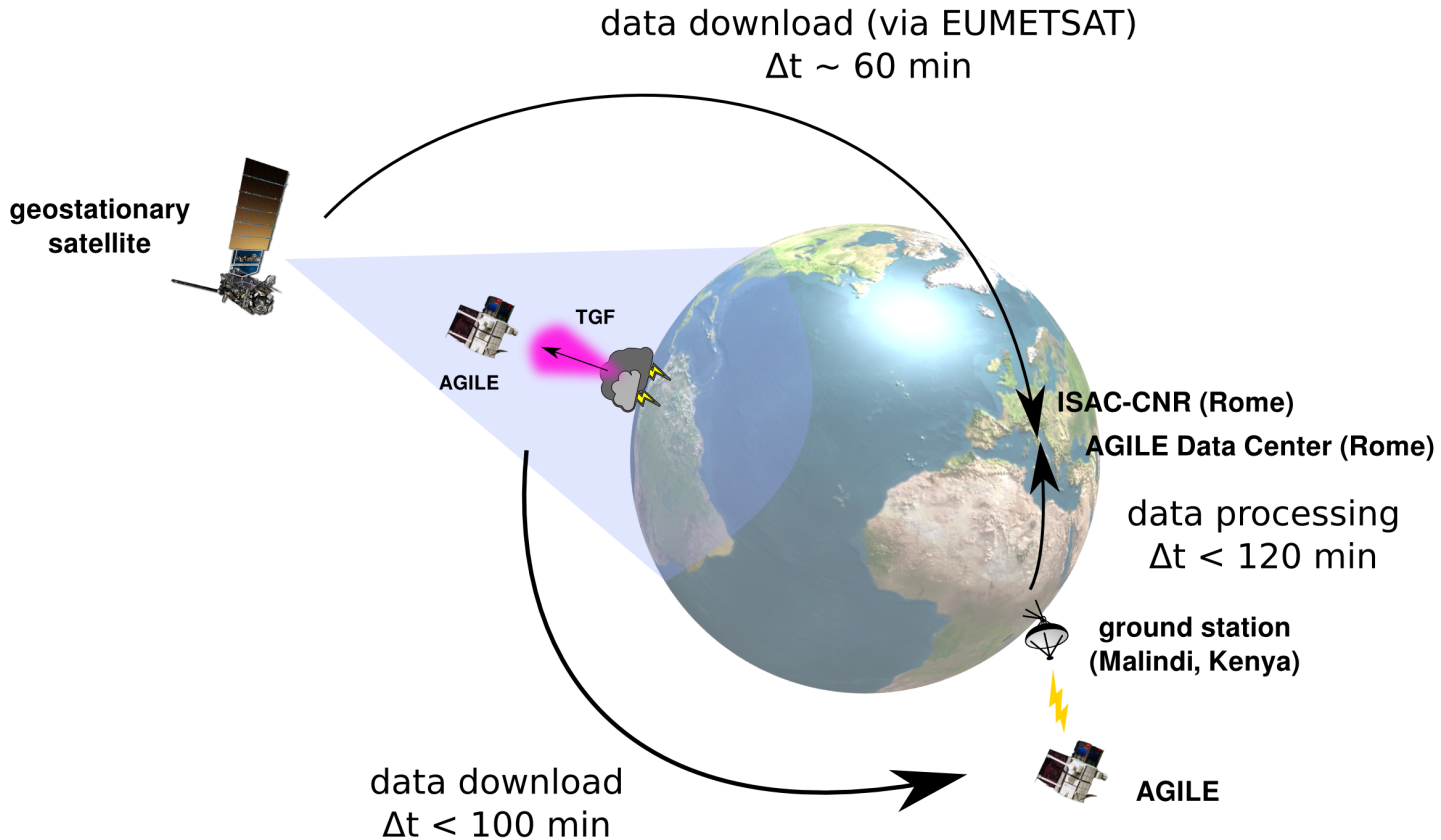 data download (via EUMETSAT)
Δt ~ 60 min
geostationary
satellite
TGF
AGILE
ISAC-CNR (Rome)
AGILE Data Center (Rome)
data processing
Δt < 120 min
ground station
(Malindi, Kenya)
data download
Δt < 100 min
AGILE